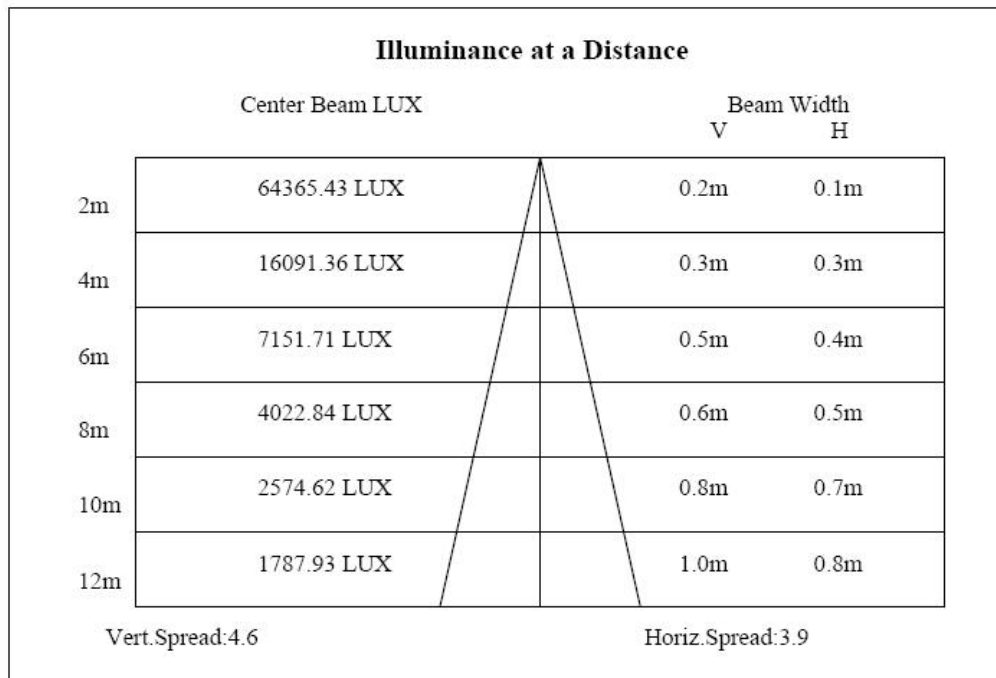 Illuminance at a Distance
Center Beam LUX Beam Width
V H
2m 64365.43 LUX 0.2m 0.1m
4m 16091.36 LUX 0.3m 0.3m
6m 7151.71 LUX 0.5m 0.4m
8m 4022.84 LUX 0.6m 0.5m
10m 2574.62 LUX 0.8m 0.7m
12m 1787.93 LUX 1.0m 0.8m
Vert.Spread:4.6 Horiz.Spread:3.9